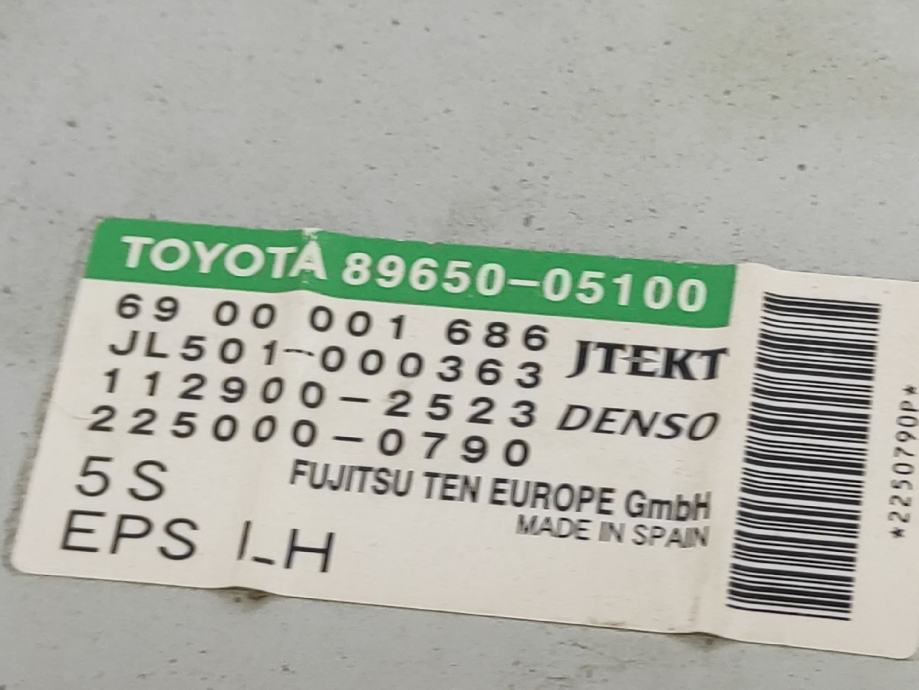 TOYOTA 89650-05100
69 00 001 686
JL501-000363 JTEKT
112900-2523 DENSO
225000-0790
5S FUJITSU TEN EUROPE GmbH
MADE IN SPAIN
EPS LH
*2250790P*